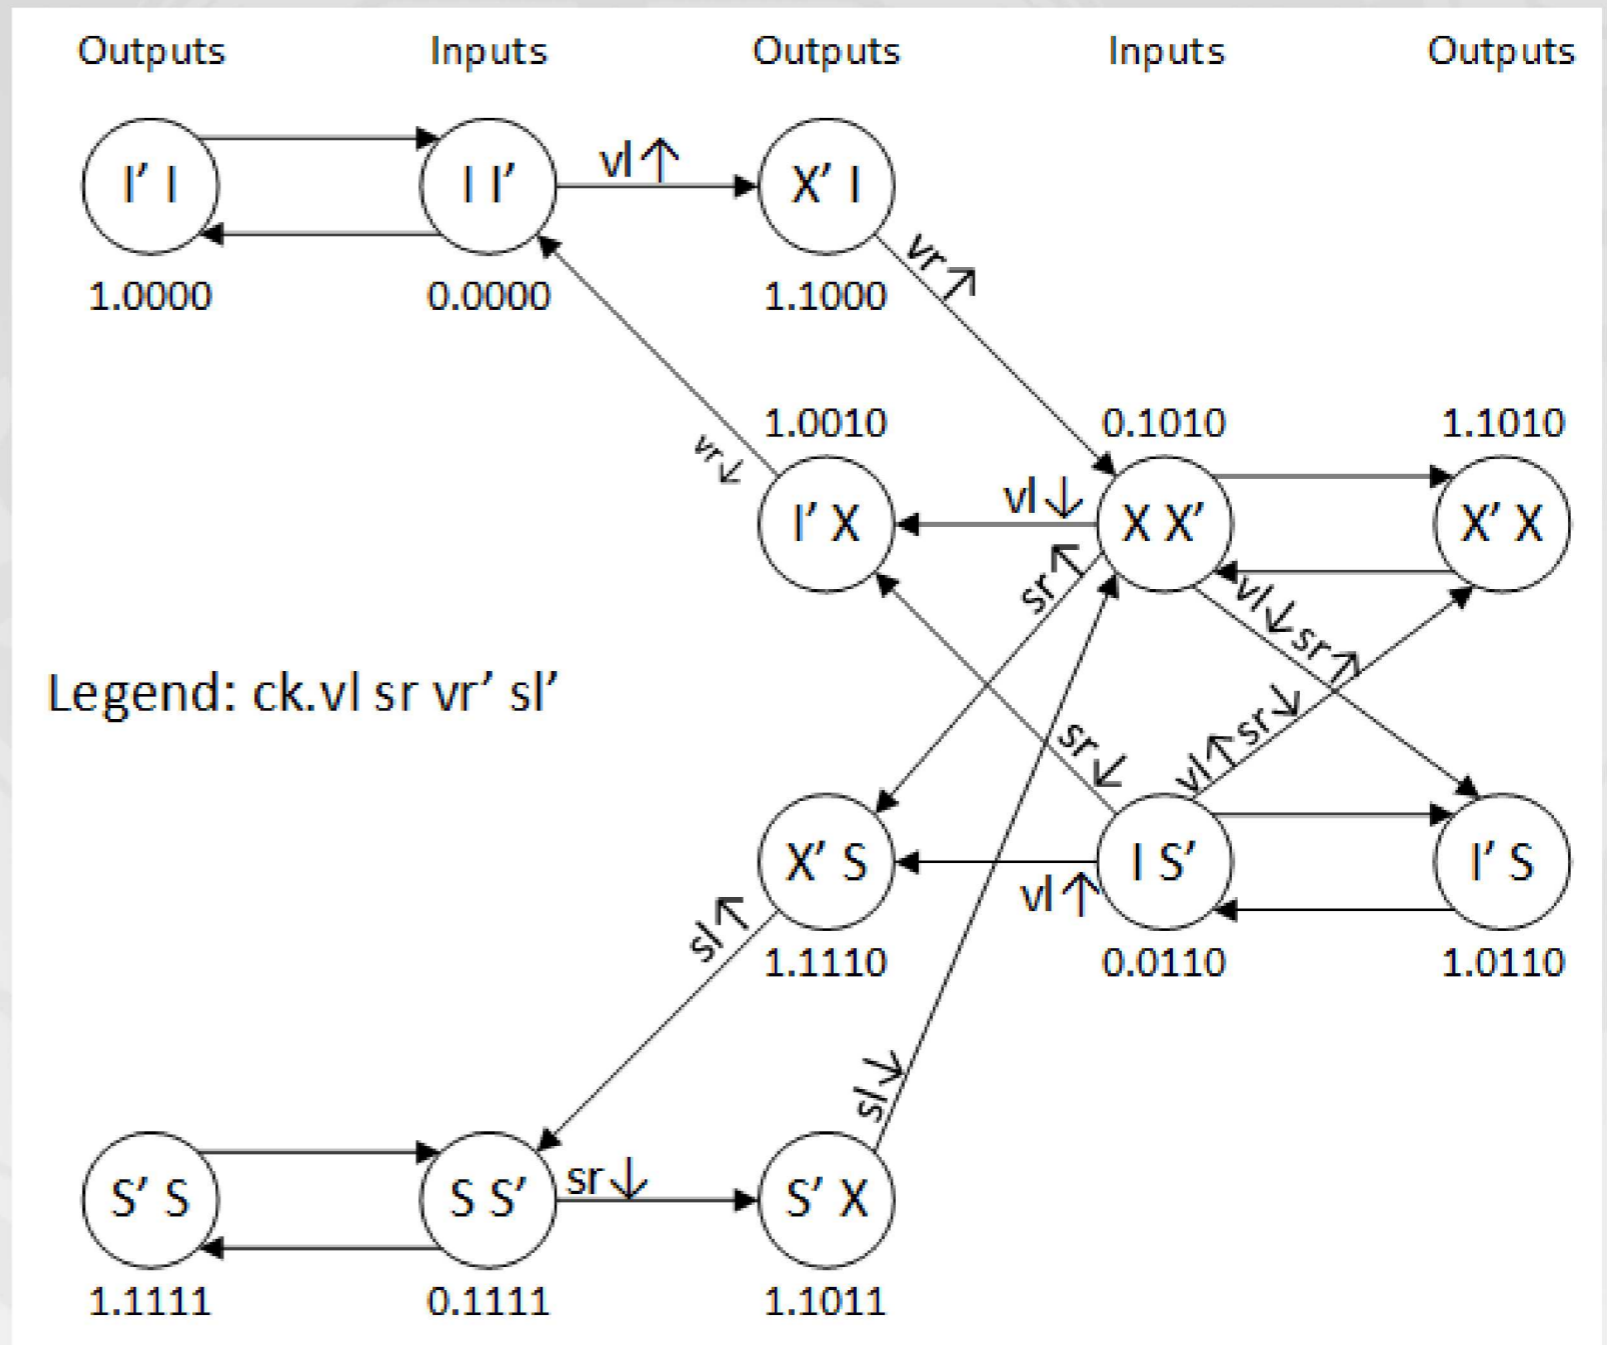 Outputs Inputs Outputs Inputs Outputs
I′ I I I′ vl↑ X′ I
1.0000 0.0000 1.1000
vr↑
1.0010 0.1010 1.1010
vr↓
I′ X vl↓ X X′ X′ X
sr↑
vl↓sr↑
Legend: ck.vl sr vr′ sl′
sr↓
vl↑sr↓
X′ S I S′ I′ S
vl↑
sl↑
1.1110 0.0110 1.0110
sl↓
S′ S S S′ sr↓ S′ X
1.1111 0.1111 1.1011